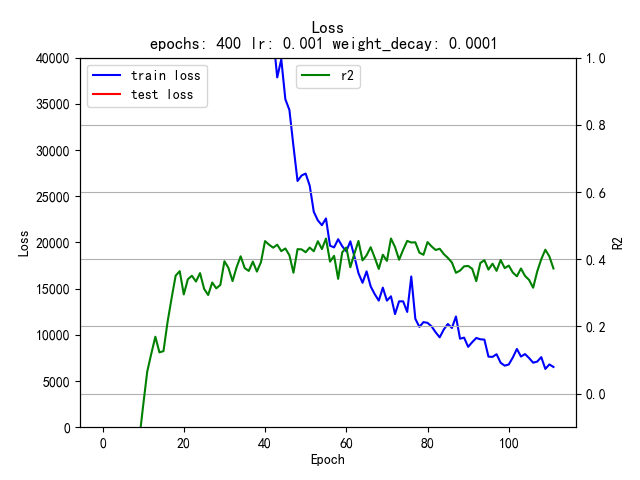 Loss
epochs: 400 lr: 0.001 weight_decay: 0.0001
train loss
test loss
r2
40000
35000
30000
25000
20000
15000
10000
5000
0
Loss
1.0
0.8
0.6
0.4
0.2
0.0
R2
0 20 40 60 80 100
Epoch